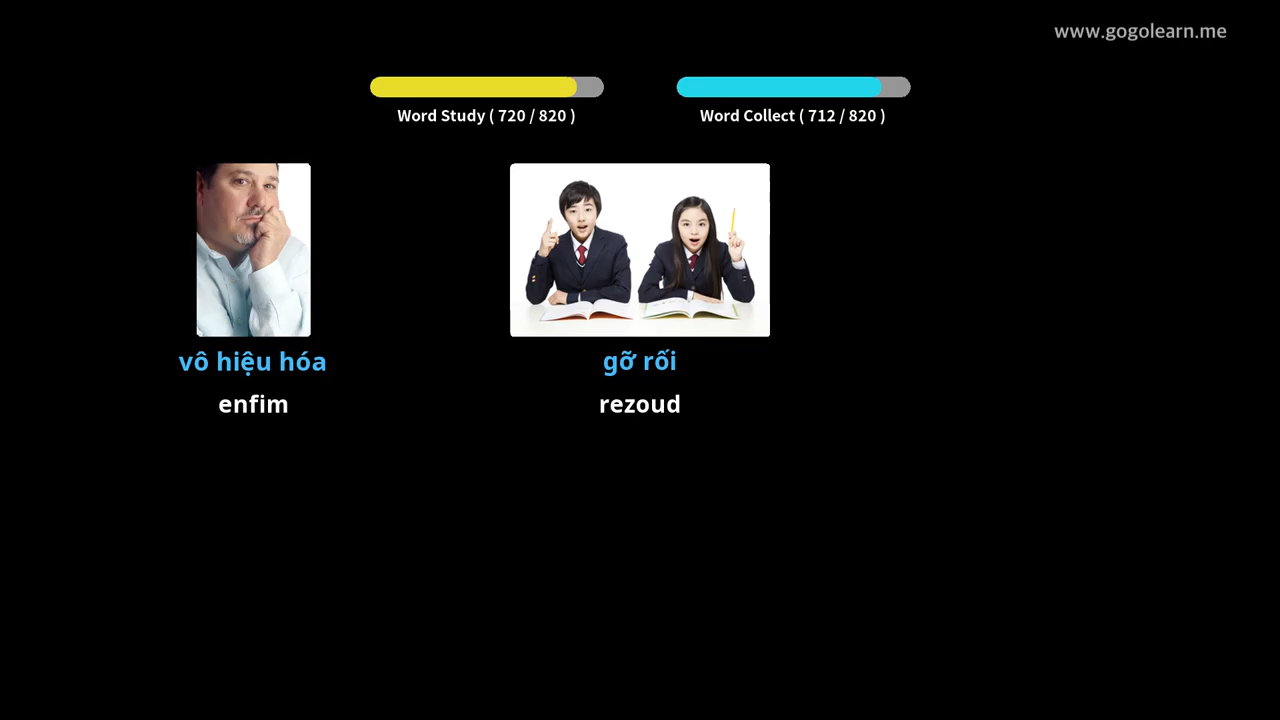 www.gogolearn.me
Word Study ( 720 / 820 )
Word Collect ( 712 / 820 )
vô hiệu hóa
enfim
gỡ rối
rezoud